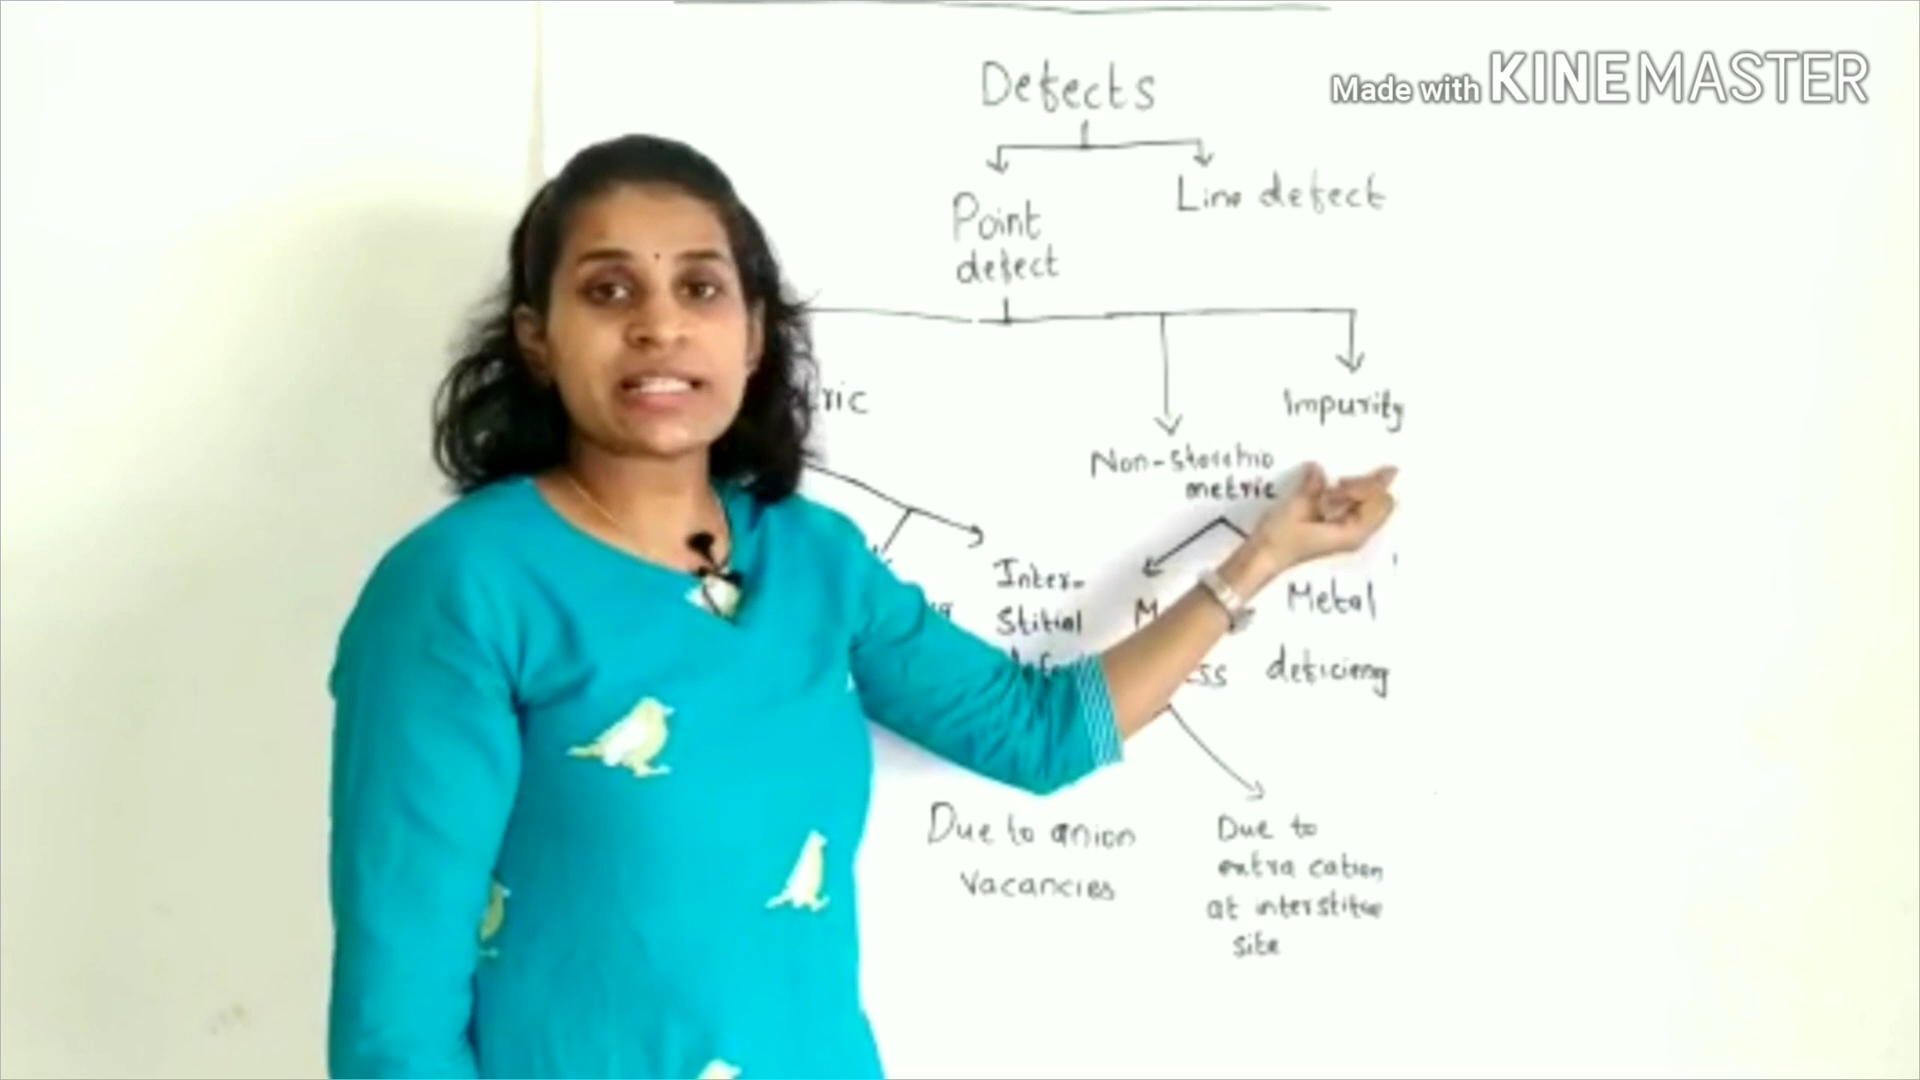 Made with KINEMASTER
Defects
Point
defect
Line defect
Impurity
Non-Stoichio
metric
Inter-
Stitial
Metal
deficieny
Due to anion
Vacancies
Due to
extra cation
at interstitial
site